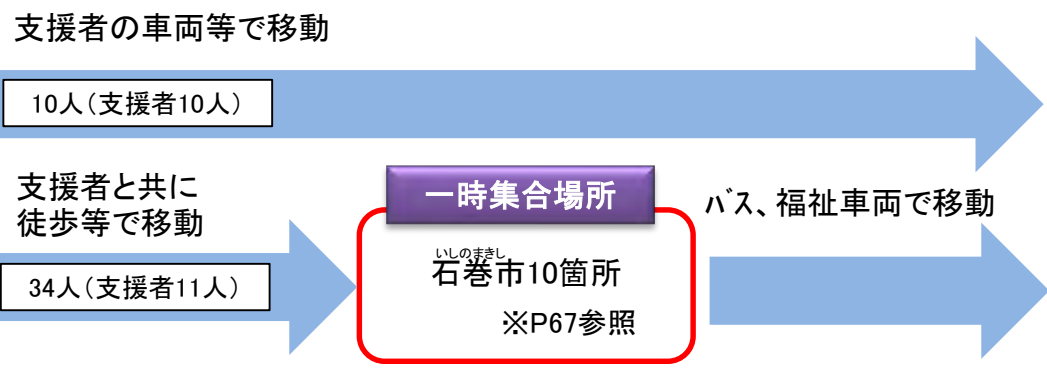 支援者の車両等で移動
10人(支援者10人)
支援者と共に
徒歩等で移動
34人(支援者11人)
一時集合場所
いしのまきし
石巻市10箇所
※P67参照
バス、福祉車両で移動